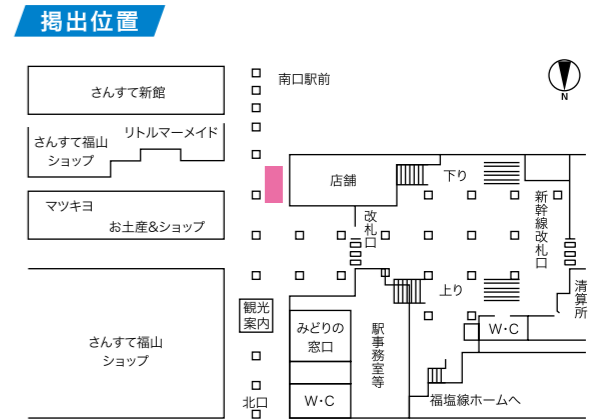 掲出位置
南口駅前
N
さんすて新館
リトルマーメイド
さんすて福山
ショップ
店舗
下り
マツキヨ
お土産&ショップ
改札口
新幹線改札口
清算所
観光
案内
上り
みどりの
窓口
駅事務室等
W・C
さんすて福山
ショップ
北口
W・C
福塩線ホームへ